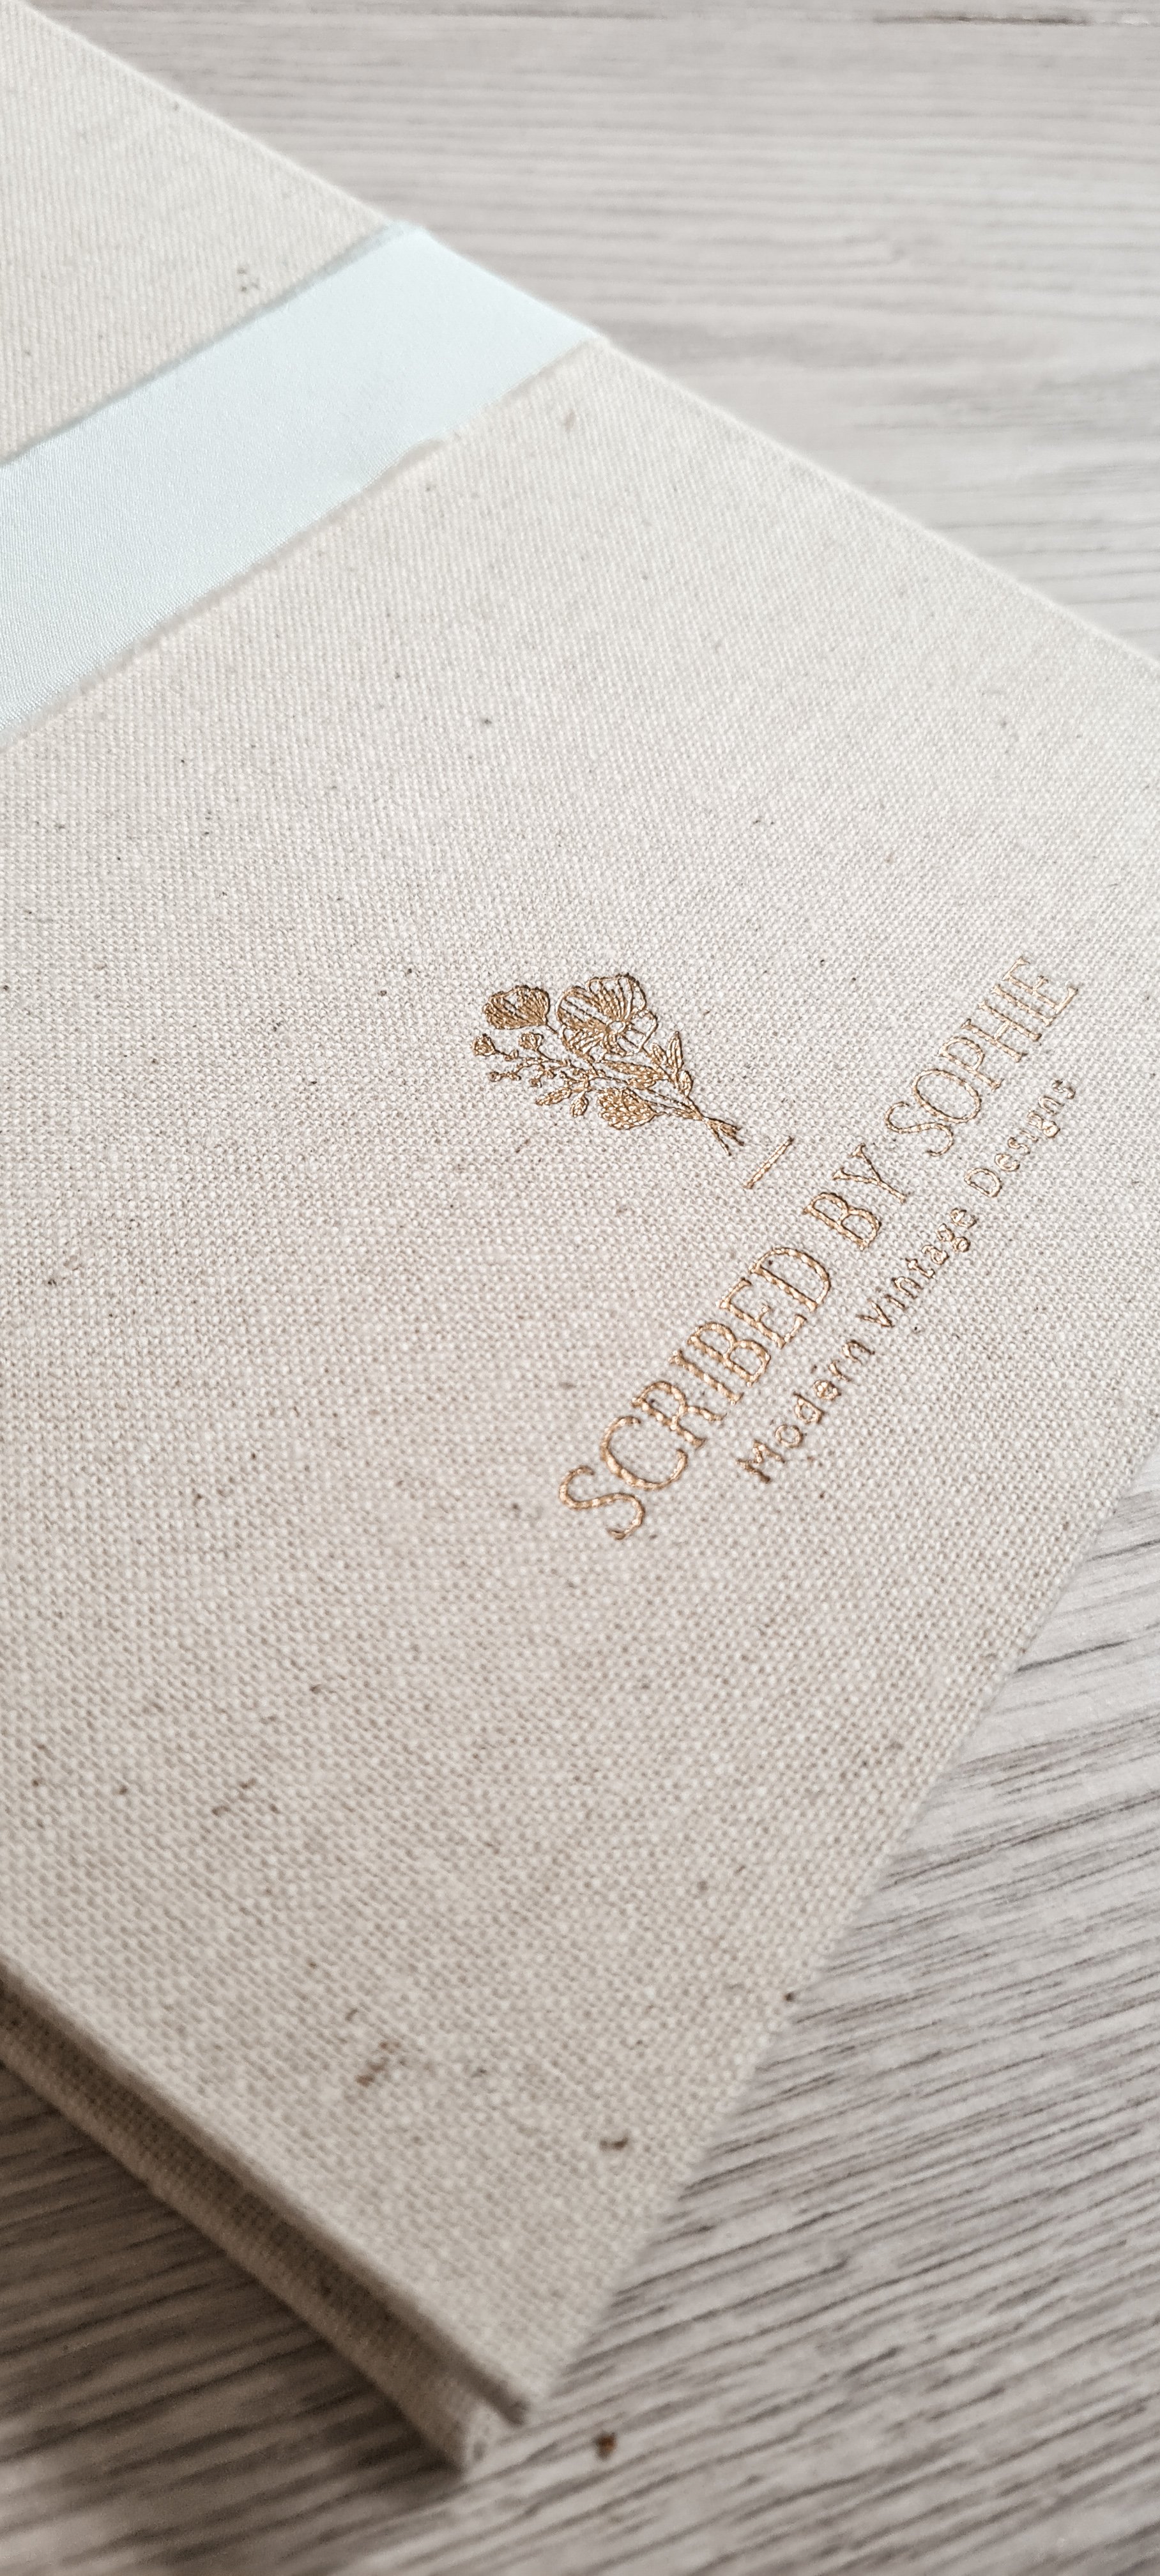 SCRIBED BY SOPHIE
Modern Vintage Designs